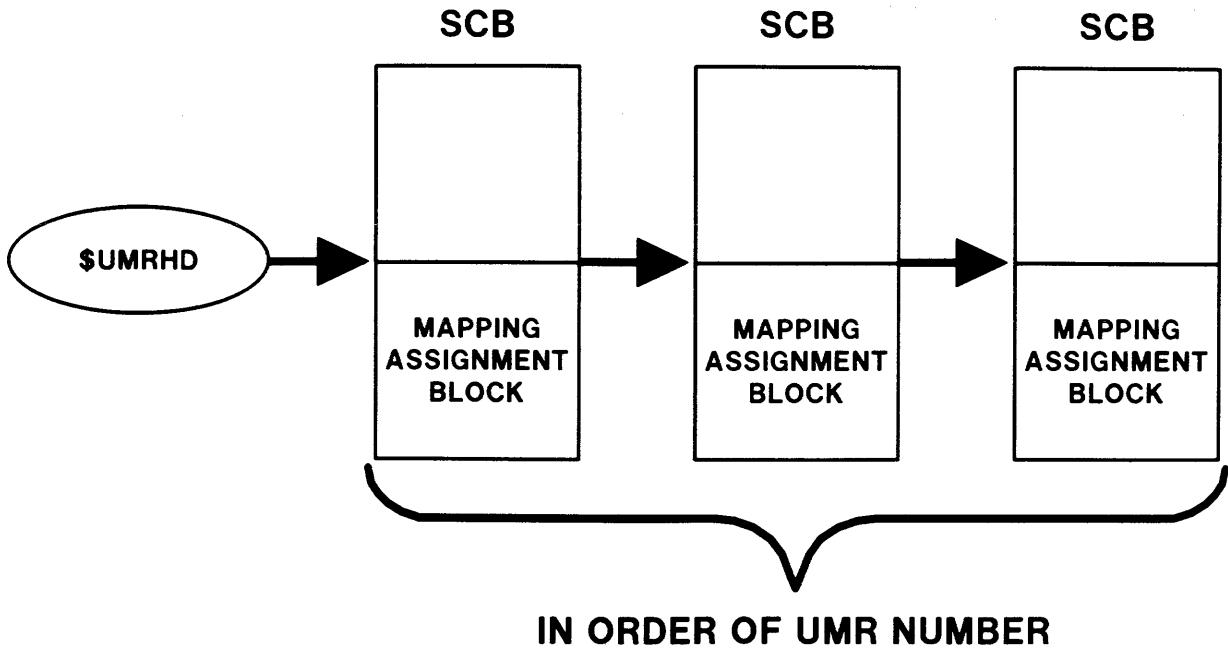 SCB
SCB
SCB
$UMRHD
MAPPING
ASSIGNMENT
BLOCK
MAPPING
ASSIGNMENT
BLOCK
MAPPING
ASSIGNMENT
BLOCK
IN ORDER OF UMR NUMBER